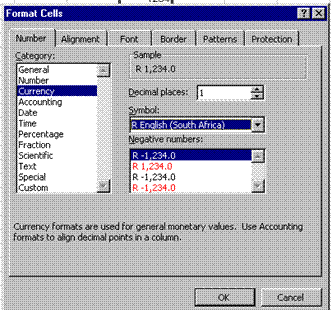 1234
Format Cells
Number Alignment Font Border Patterns Protection
Category:
General
Number
Currency
Accounting
Date
Time
Percentage
Fraction
Scientific
Text
Special
Custom
Sample
R 1,234.0
Decimal places: 1
Symbol:
R English (South Africa)
Negative numbers:
R -1,234.0
R 1,234.0
R -1,234.0
R -1,234.0
Currency formats are used for general monetary values. Use Accounting
formats to align decimal points in a column.
OK Cancel